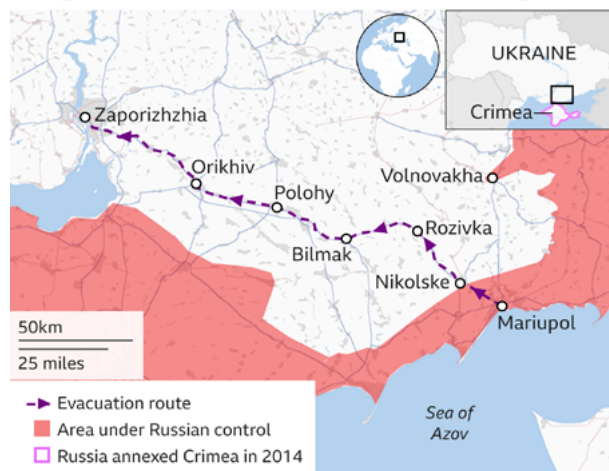 UKRAINE
Crimea
Zaporizhzhia
Orikhiv
Polohy
Volnovakha
Bilmak
Rozivka
Nikolske
Mariupol
50km
25 miles
Sea of
Azov
Evacuation route
Area under Russian control
Russia annexed Crimea in 2014